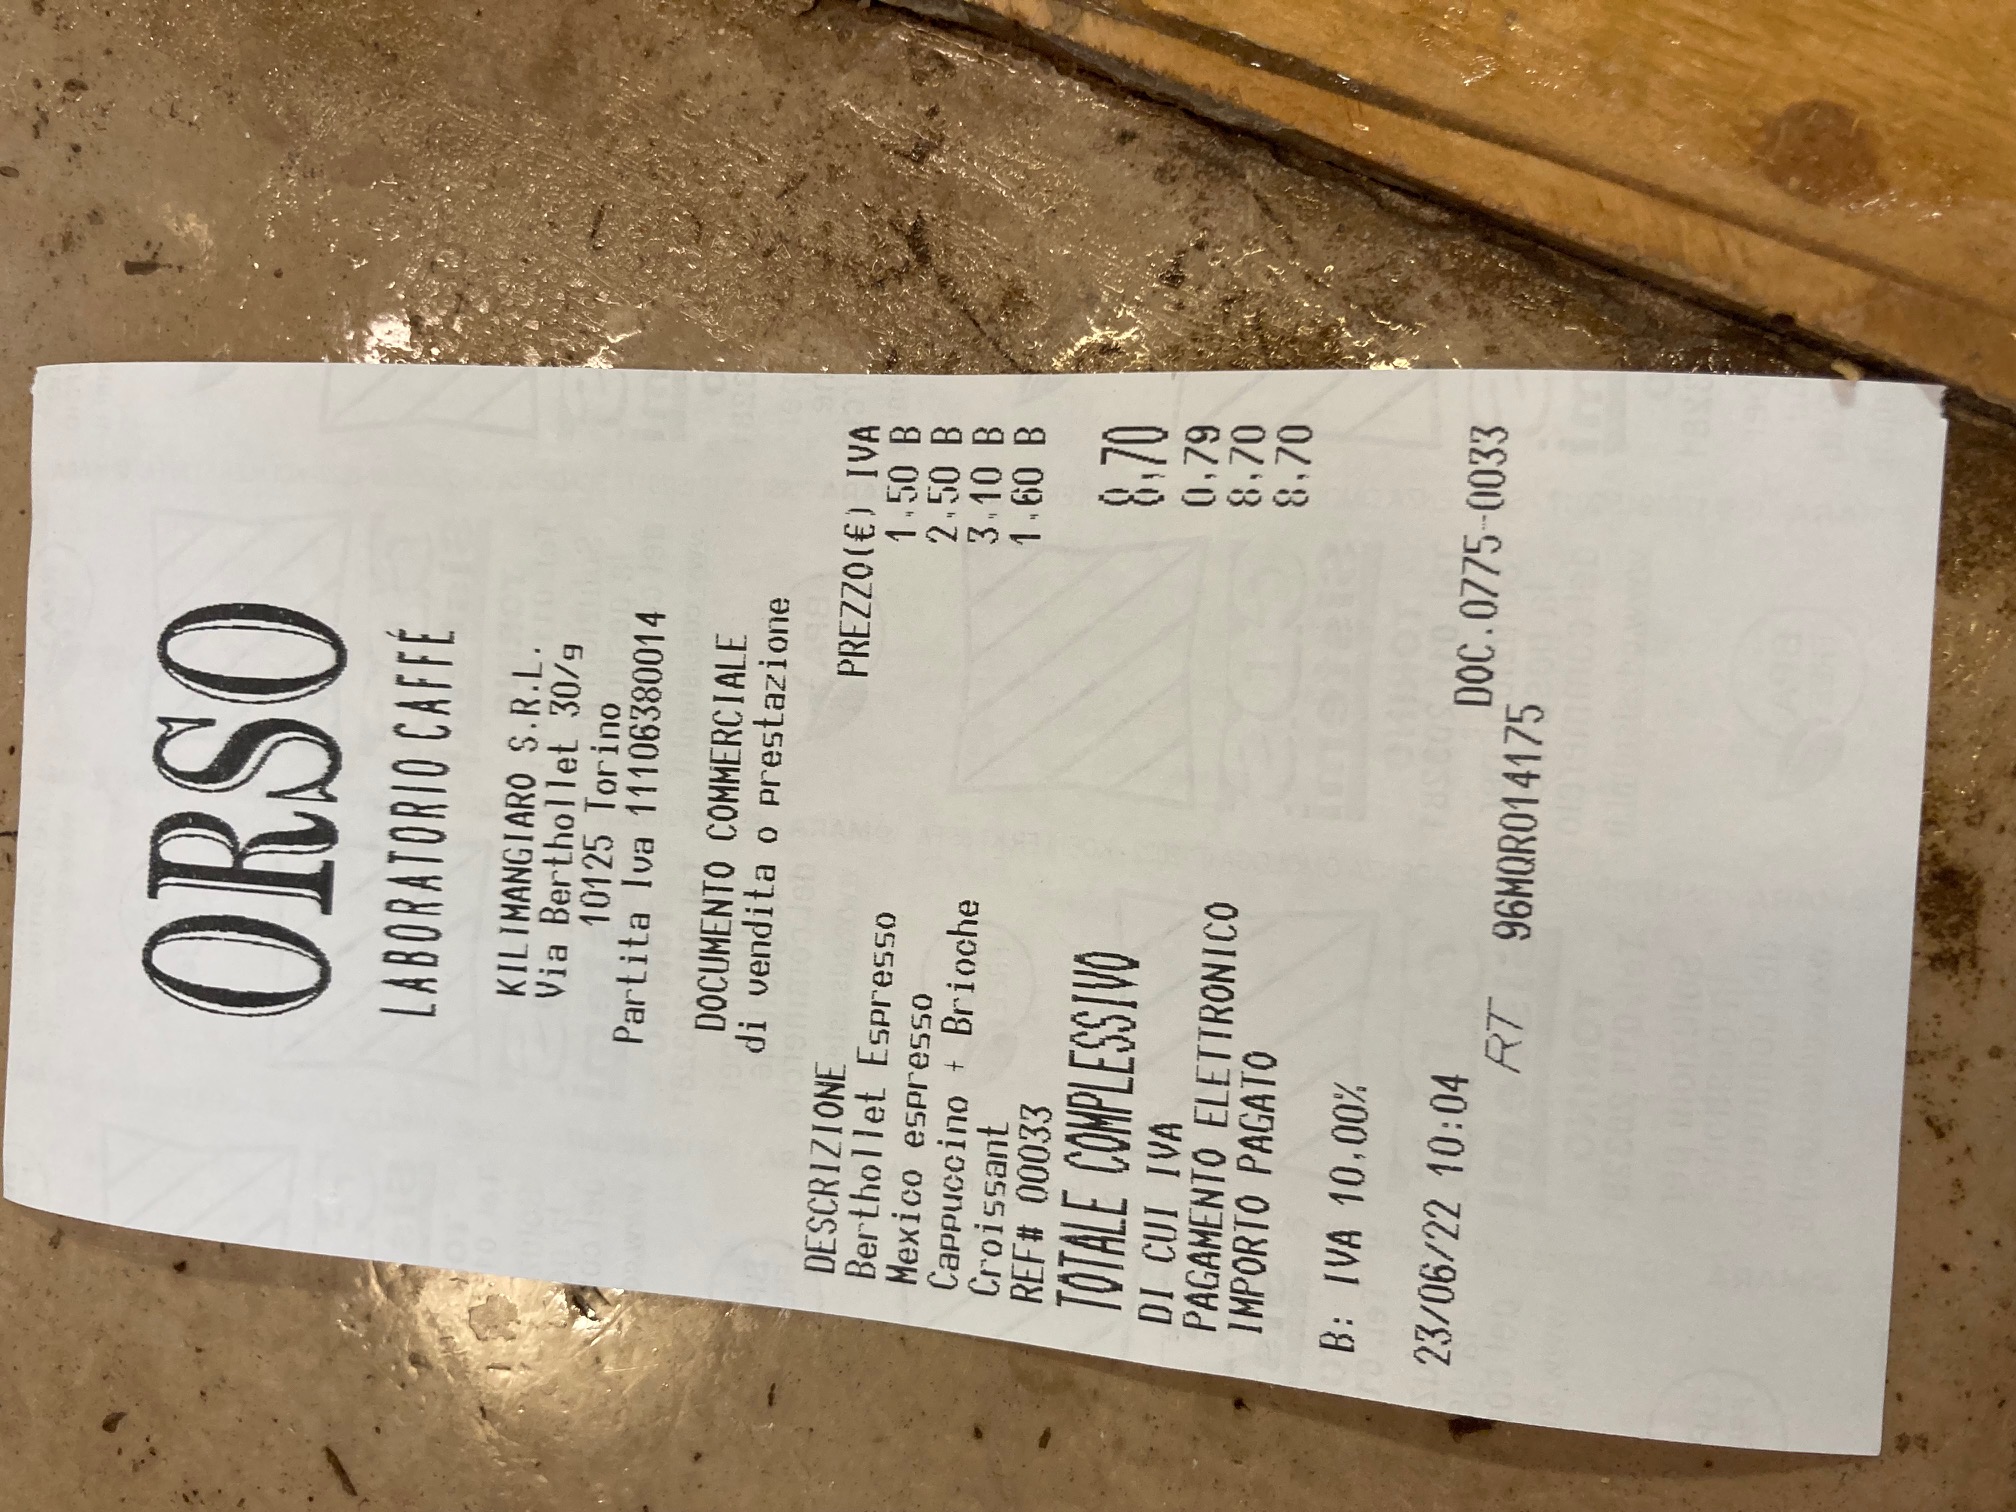 ORSO
LABORATORIO CAFFÉ
KILIMANGIARO S.R.L.
Via Berthollet 30/g
10125 Torino
Partita Iva 11106380014
DOCUMENTO COMMERCIALE
di vendita o prestazione
DESCRIZIONE PREZZO(€) IVA
Berthollet Espresso 1,50 B
Mexico espresso 2,50 B
Cappuccino + Brioche 3,10 B
Croissant 1,60 B
REF# 00033
TOTALE COMPLESSIVO 8,70
DI CUI IVA 0,79
PAGAMENTO ELETTRONICO 8,70
IMPORTO PAGATO 8,70
B: IVA 10,00%
23/06/22 10:04 DOC.0775-0033
RT 96MQR014175